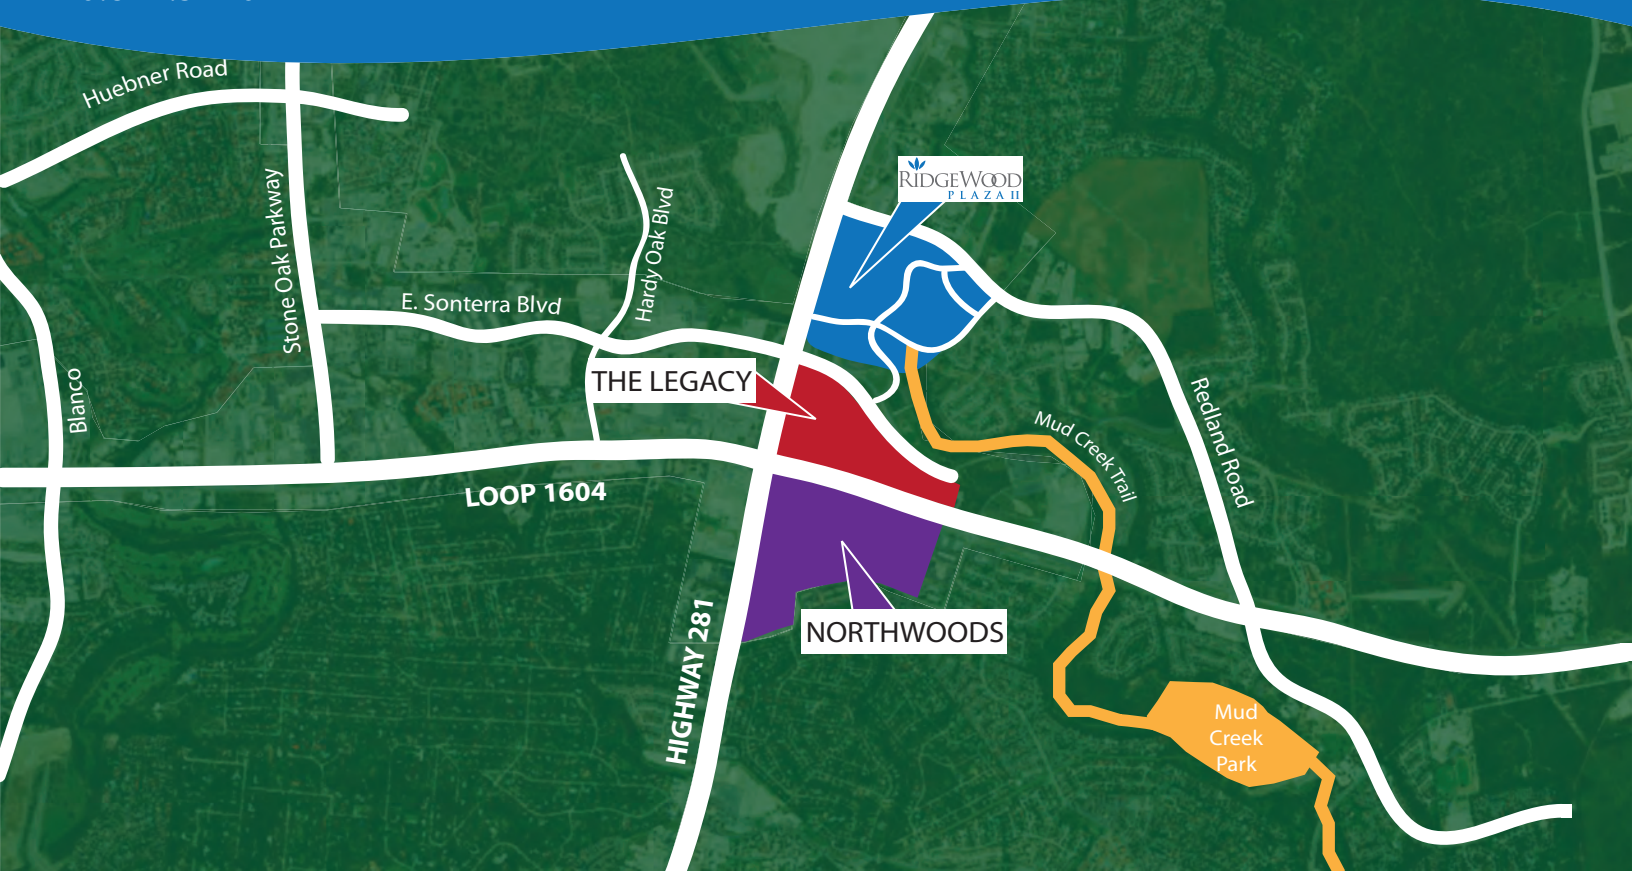 Huebner Road
Stone Oak Parkway
Hardy Oak Blvd
RIDGEWOOD
PLAZA II
E. Sonterra Blvd
Blanco
THE LEGACY
Redland Road
Mud Creek Trail
LOOP 1604
NORTHWOODS
HIGHWAY 281
Mud
Creek
Park